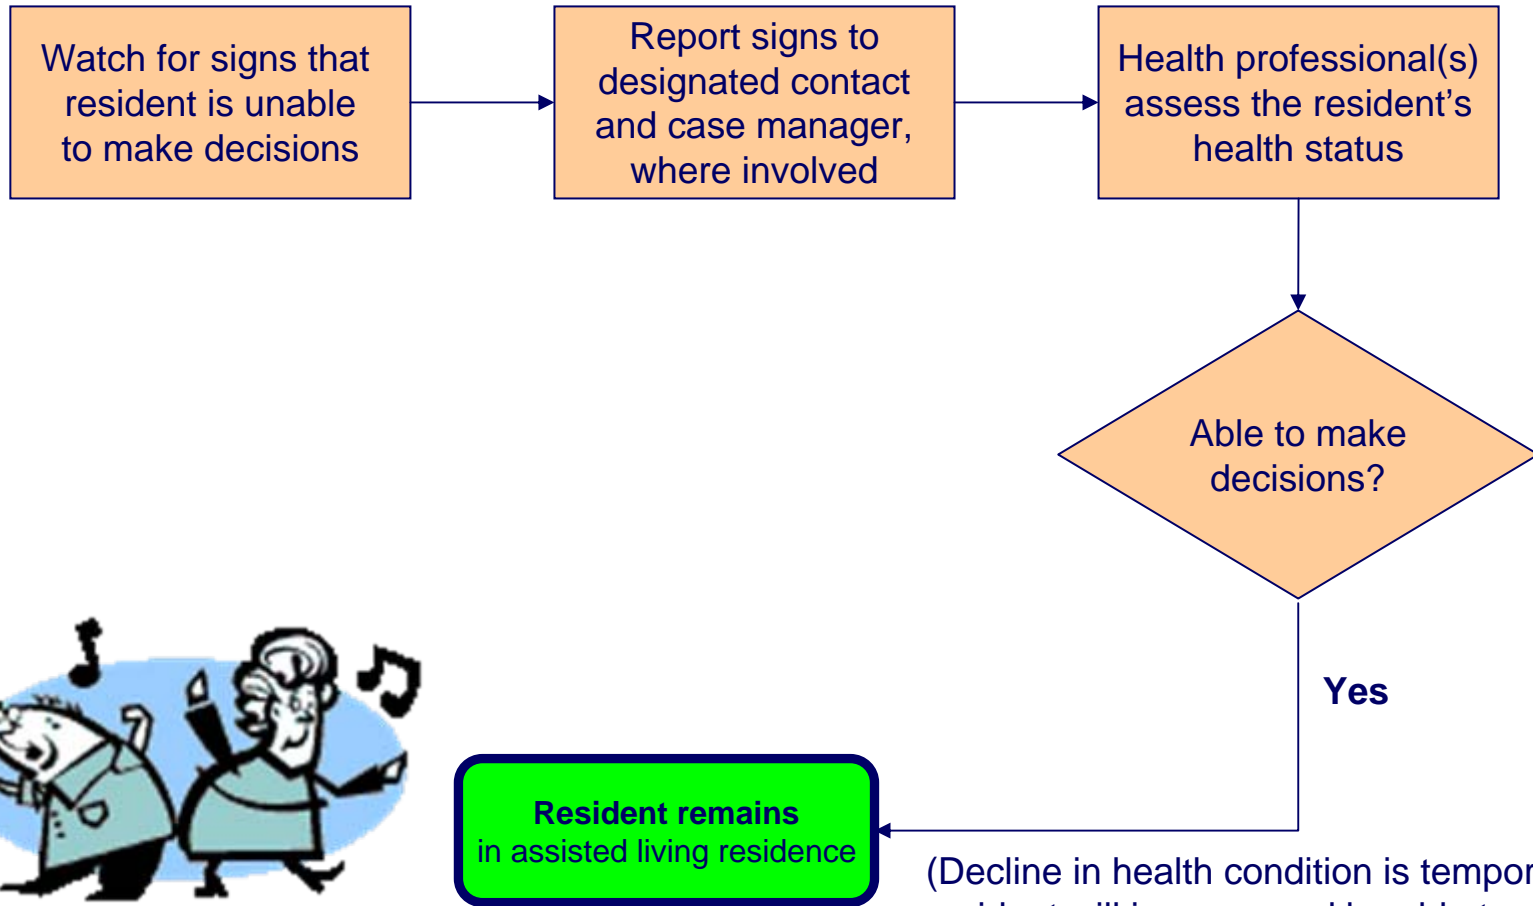 Watch for signs that
resident is unable
to make decisions
Report signs to
designated contact
and case manager,
where involved
Health professional(s)
assess the resident’s
health status
Able to make
decisions?
Yes
Resident remains
in assisted living residence
(Decline in health condition is